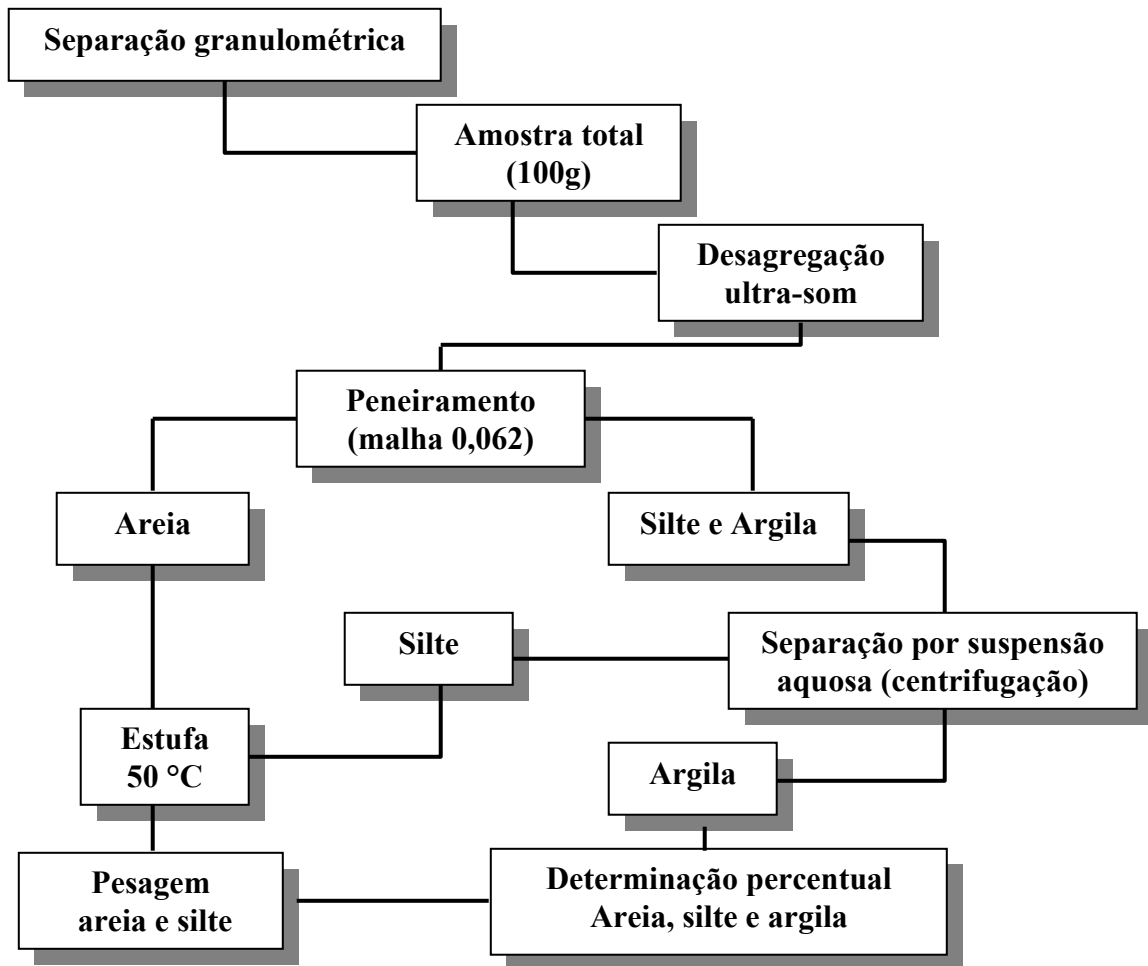 Separação granulométrica
Amostra total
(100g)
Desagregação
ultra-som
Peneiramento
(malha 0,062)
Areia
Silte e Argila
Silte
Separação por suspensão
aquosa (centrifugação)
Estufa
50 °C
Argila
Pesagem
areia e silte
Determinação percentual
Areia, silte e argila